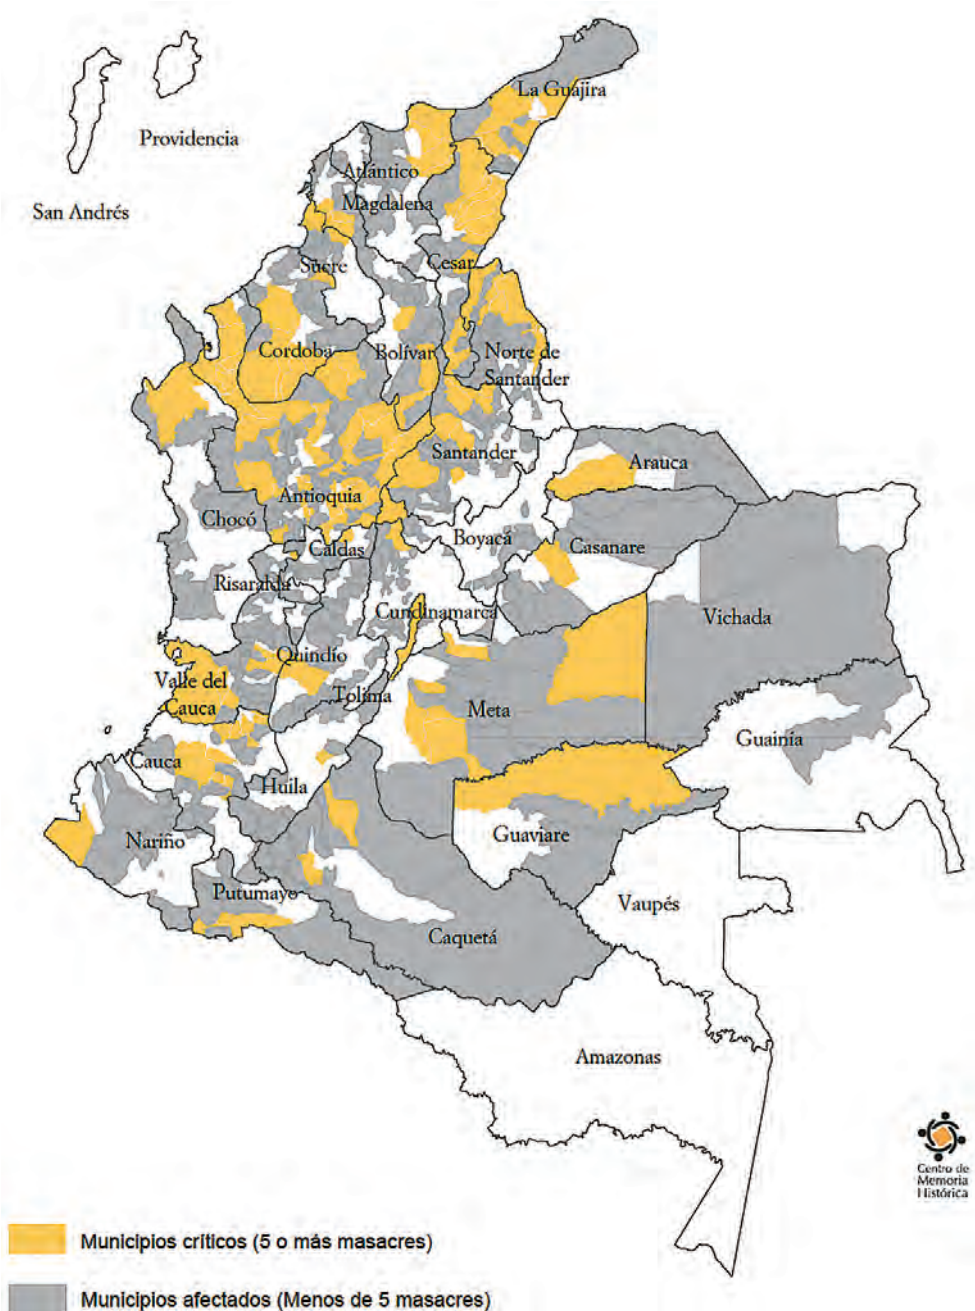 La Guajira
Providencia
Atlántico
San Andrés
Magdalena
Sucre
Cesar
Cordoba
Bolívar
Norte de
Santander
Santander
Arauca
Antioquia
Chocó
Boyacá
Caldas
Casanare
Risaralda
Cundinamarca
Vichada
Quindío
Valle del
Cauca
Tolima
Meta
Guainía
Cauca
Huila
Nariño
Guaviare
Putumayo
Vaupés
Caquetá
Amazonas
Centro de
Memoria
Histórica
Municipios críticos (5 o más masacres)
Municipios afectados (Menos de 5 masacres)